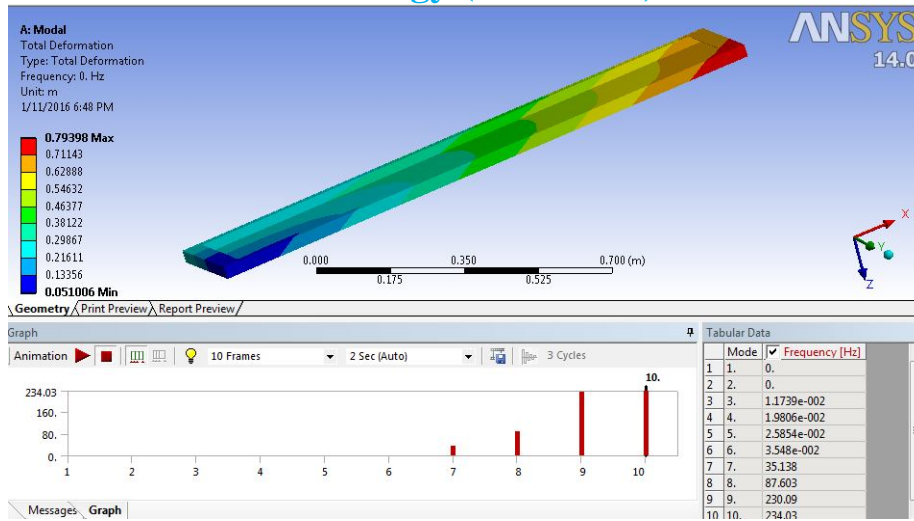 A: Modal
Total Deformation
Type: Total Deformation
Frequency: 0. Hz
Unit: m
1/11/2016 6:48 PM
ANSYS
14.0
0.79398 Max
0.71143
0.62888
0.54632
0.46377
0.38122
0.29867
0.21611
0.13356
0.051006 Min
0.000 0.350 0.700 (m)
0.175 0.525
X
Y
Z
Geometry Print Preview Report Preview
Graph
Animation 10 Frames 2 Sec (Auto) 3 Cycles
10.
234.03
160.
80.
0.
1 2 3 4 5 6 7 8 9 10
Messages Graph
Tabular Data
Mode Frequency [Hz]
1 1. 0.
2 2. 0.
3 3. 1.1739e-002
4 4. 1.9806e-002
5 5. 2.5854e-002
6 6. 3.548e-002
7 7. 35.138
8 8. 87.603
9 9. 230.09
10 10. 234.03